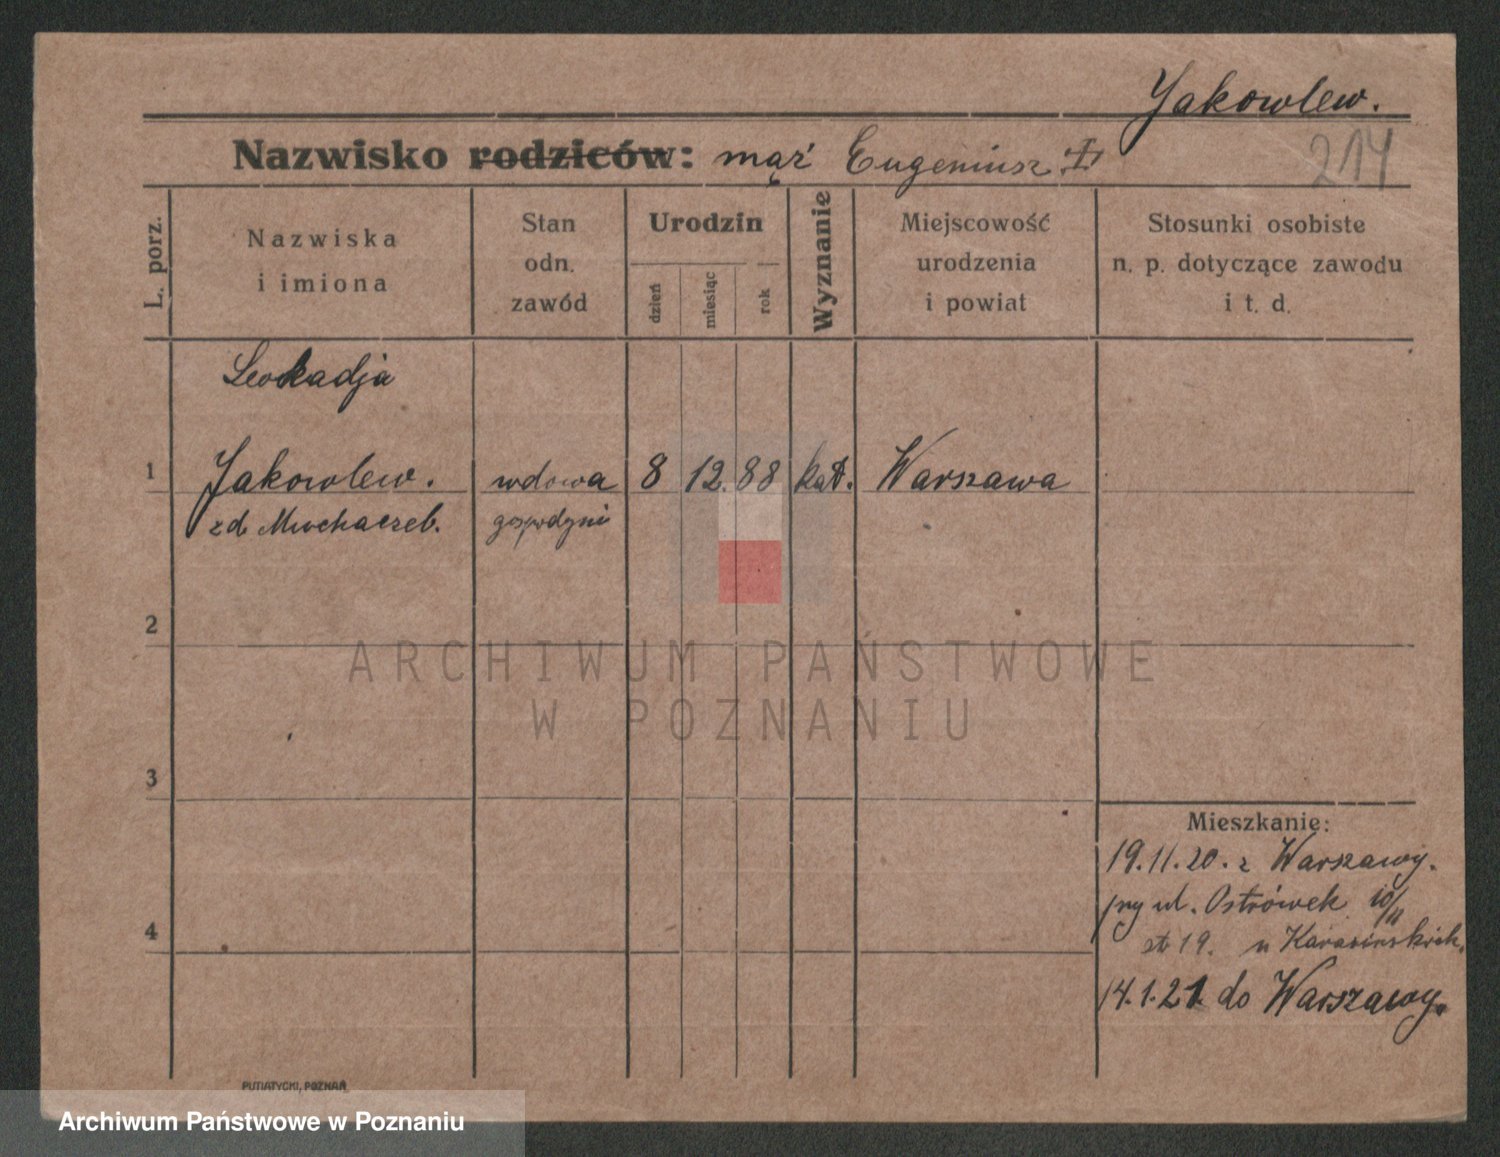 Jakowlew.
Nazwisko rodziców: mąż Eugeniusz
214
L. porz.
Nazwiska
i imiona
Stan
odn.
zawód
Urodzin
dzień
miesiąc
rok
Wyznanie
Miejscowość
urodzenia
i powiat
Stosunki osobiste
n. p. dotyczące zawodu
i t. d.
Leokadja
1 Jakowlew. wdowa 8 12. 88 kat. Warszawa
zd. gospodyni
2
3
4
Mieszkanie:
19.11.20. z Warszawy.
przy ul. Ostrówek 10/11
19. u Karasińskich.
14.1.21. do Warszawy.
PUTIATYCKI, POZNAŃ
ARCHIWUM PAŃSTWOWE
W POZNANIU
Archiwum Państwowe w Poznaniu